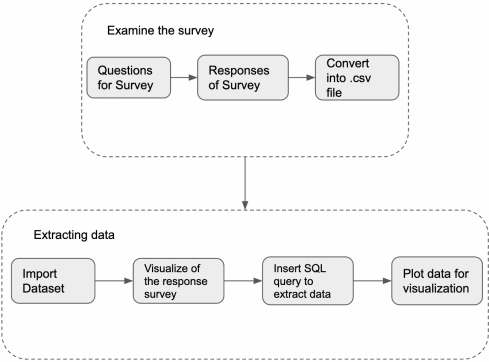 Examine the survey
Questions
for Survey
Responses
of Survey
Convert
into .csv
file
Extracting data
Import
Dataset
Visualize of
the response
survey
Insert SQL
query to
extract data
Plot data for
visualization